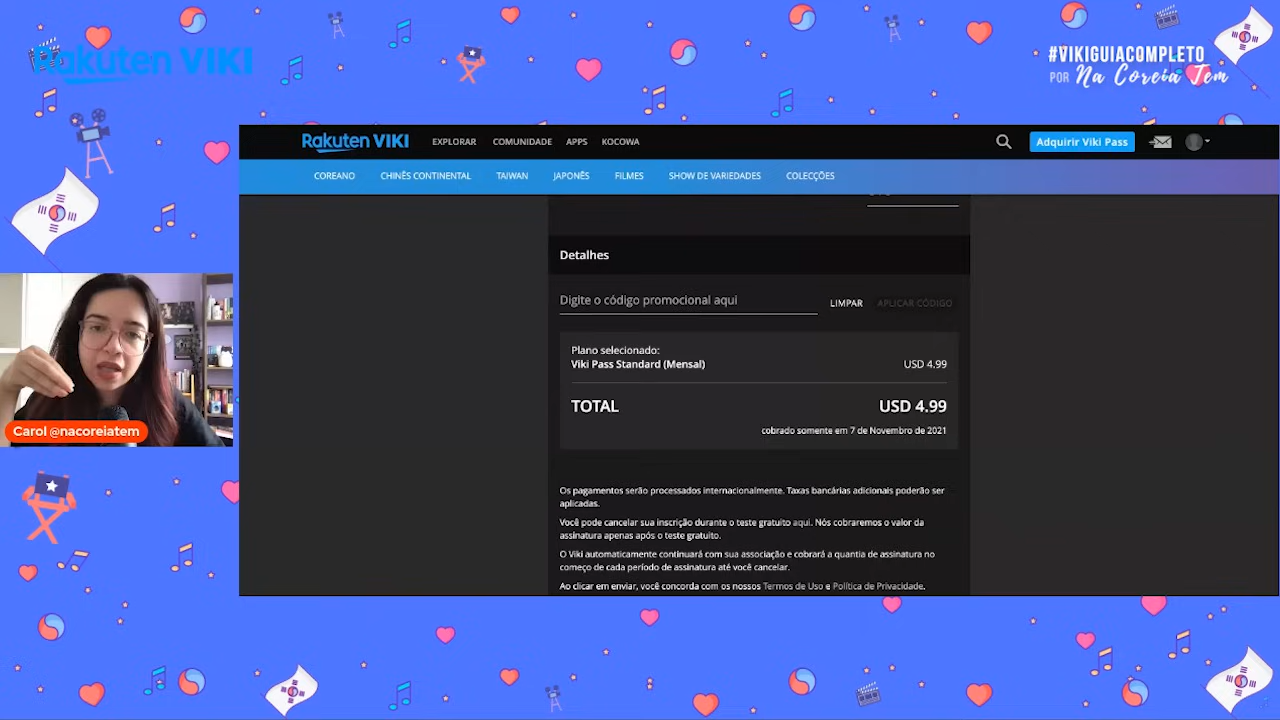 Rakuten VIKI
#VIKIGUIACOMPLETO
POR Na Coreia Tem
Rakuten VIKI EXPLORAR COMUNIDADE APPS KOCOWA Adquirir Viki Pass
COREANO CHINÊS CONTINENTAL TAIWAN JAPONÊS FILMES SHOW DE VARIEDADES COLECÇÕES
Detalhes
Digite o código promocional aqui LIMPAR APLICAR CÓDIGO
Plano selecionado:
Viki Pass Standard (Mensal) USD 4.99
TOTAL USD 4.99
cobrado somente em 7 de Novembro de 2021
Os pagamentos serão processados internacionalmente. Taxas bancárias adicionais poderão ser
aplicadas.
Você pode cancelar sua inscrição durante o teste gratuito aqui. Nós cobraremos o valor da
assinatura apenas após o teste gratuito.
O Viki automaticamente continuará com sua associação e cobrará a quantia de assinatura no
começo de cada período de assinatura até você cancelar.
Ao clicar em enviar, você concorda com os nossos Termos de Uso e Política de Privacidade.
Carol @nacoreiatem